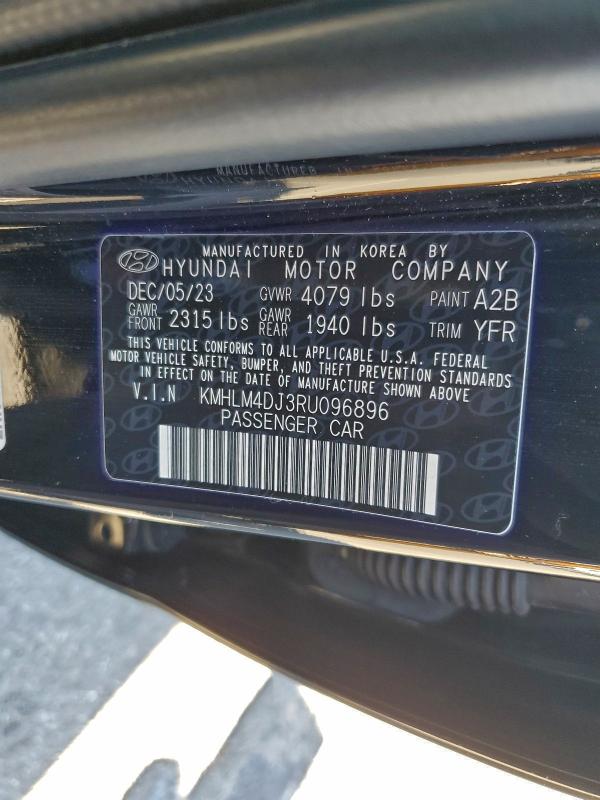 MANUFACTURED IN KOREA BY
HYUNDAI MOTOR COMPANY
DEC/05/23 GVWR 4079 lbs PAINT A2B
GAWR FRONT 2315 lbs GAWR REAR 1940 lbs TRIM YFR
THIS VEHICLE CONFORMS TO ALL APPLICABLE U.S.A. FEDERAL
MOTOR VEHICLE SAFETY, BUMPER, AND THEFT PREVENTION STANDARDS
IN EFFECT ON THE DATE OF MANUFACTURE SHOWN ABOVE
V.I.N KMHLM4DJ3RU096896
PASSENGER CAR